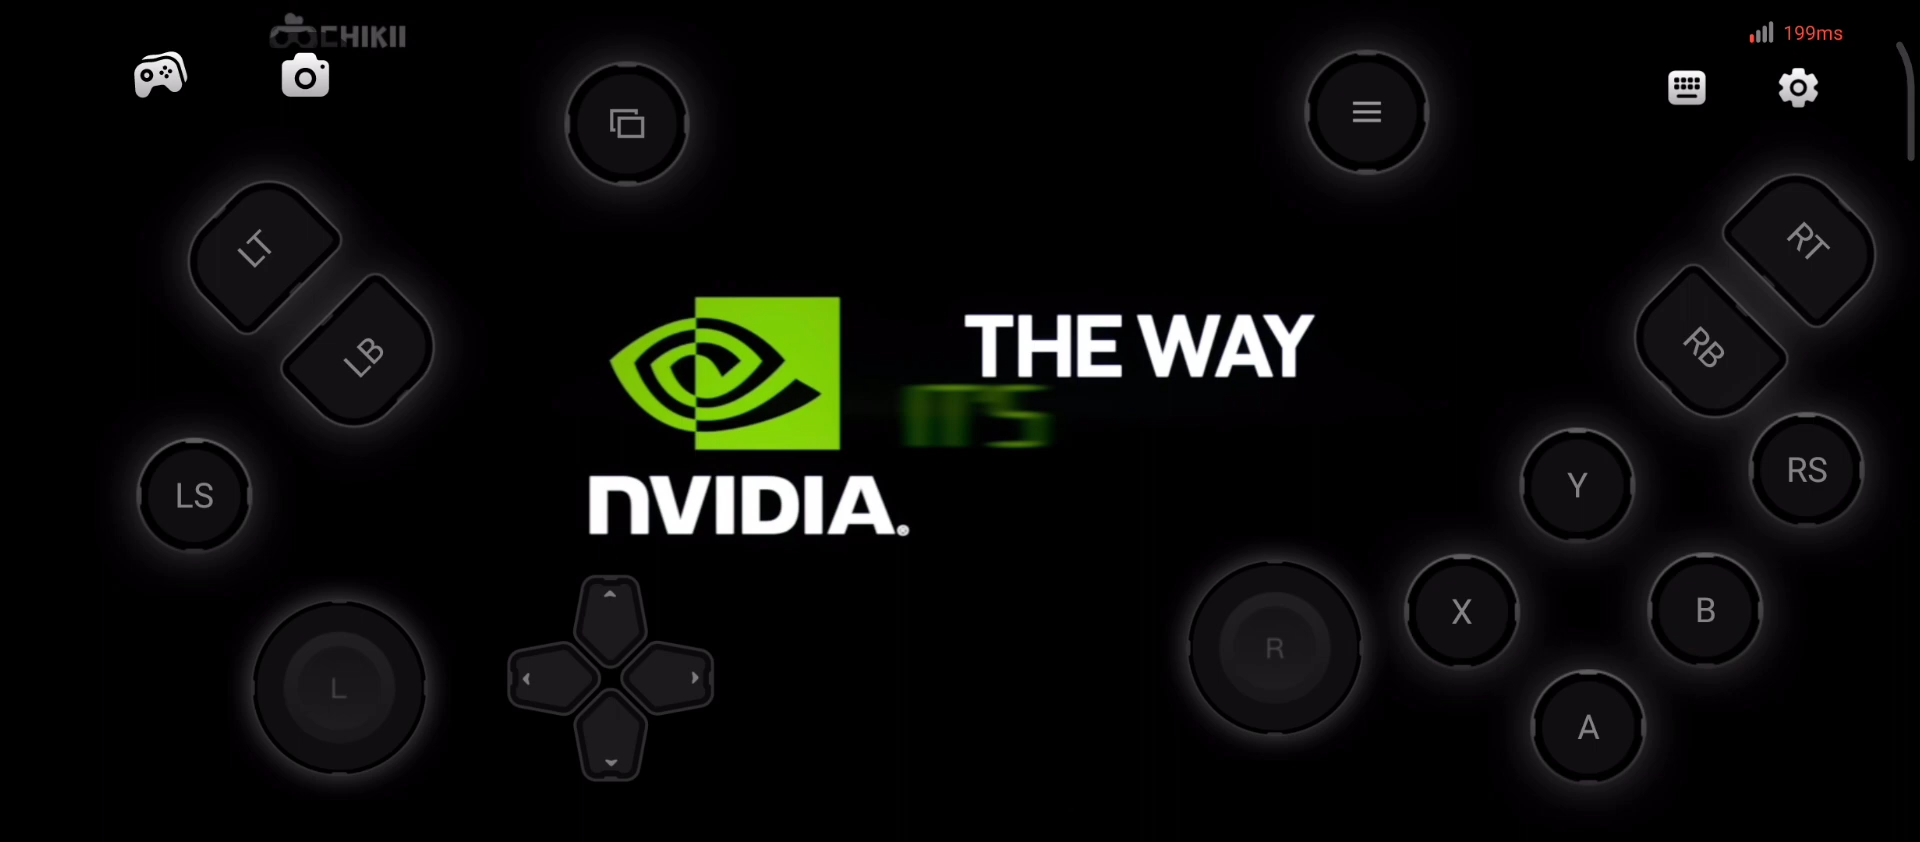 CHIKII
199ms
LT
RT
LB
RB
THE WAY
nVIDIA.
LS
Y
RS
L
R
X
B
A